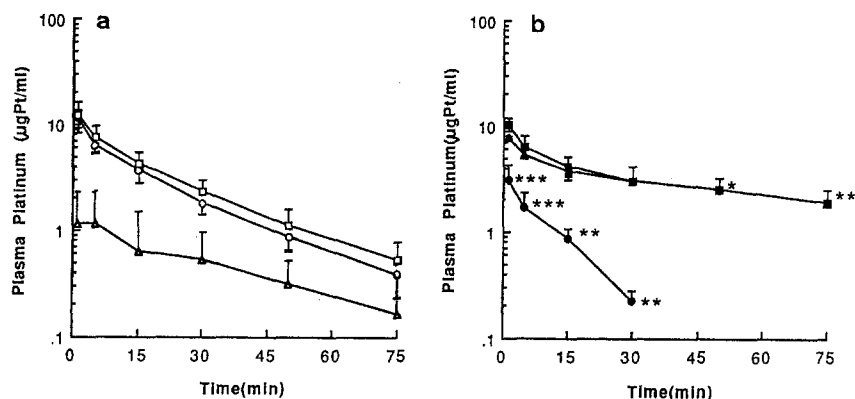 a
100
10
1
.1
Plasma Platinum (µgPt/ml)
0 15 30 45 60 75
Time(min)
b
100
10
1
.1
Plasma Platinum(µgPt/ml)
***
***
**
**
*
**
0 15 30 45 60 75
Time(min)